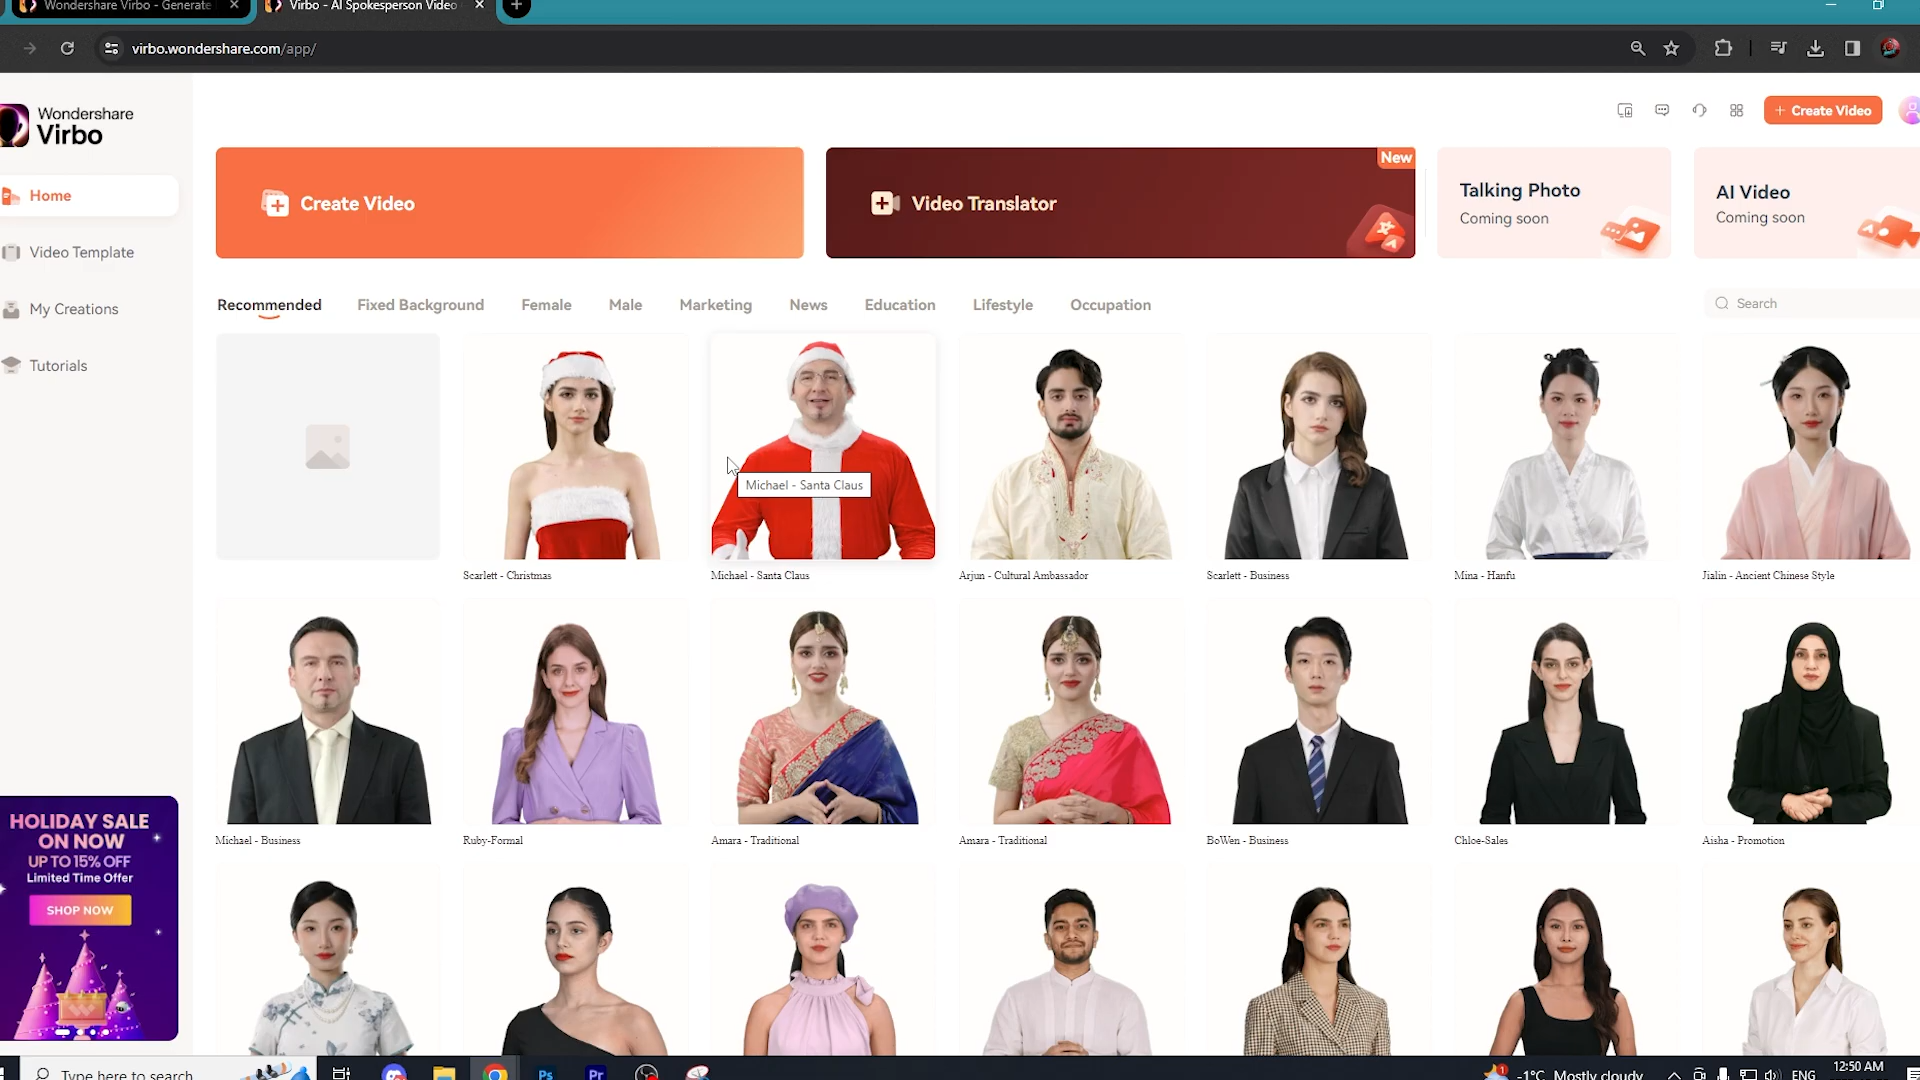 Wondershare Virbo - Generate
Virbo - AI Spokesperson Video
virbo.wondershare.com/app/
Wondershare
Virbo
Home
Video Template
My Creations
Tutorials
HOLIDAY SALE
ON NOW
UP TO 15% OFF
Limited Time Offer
SHOP NOW
+ Create Video
Create Video
Video Translator
New
Talking Photo
Coming soon
AI Video
Coming soon
Recommended Fixed Background Female Male Marketing News Education Lifestyle Occupation
Search
Michael - Santa Claus
Scarlett - Christmas
Michael - Santa Claus
Arjun - Cultural Ambassador
Scarlett - Business
Mina - Hanfu
Jialin - Ancient Chinese Style
Michael - Business
Ruby-Formal
Amara - Traditional
Amara - Traditional
BoWen - Business
Chloe-Sales
Aisha - Promotion
Type here to search
Ps
Pr
1
-1°C Mostly cloudy
ENG
12:50 AM